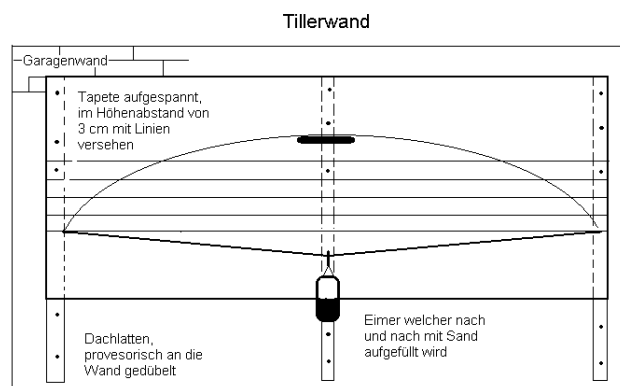 Tillerwand
Garagenwand
Tapete aufgespannt,
im Höhenabstand von
3 cm mit Linien
versehen
Dachlatten,
provesorisch an die
Wand gedübelt
Eimer welcher nach
und nach mit Sand
aufgefüllt wird